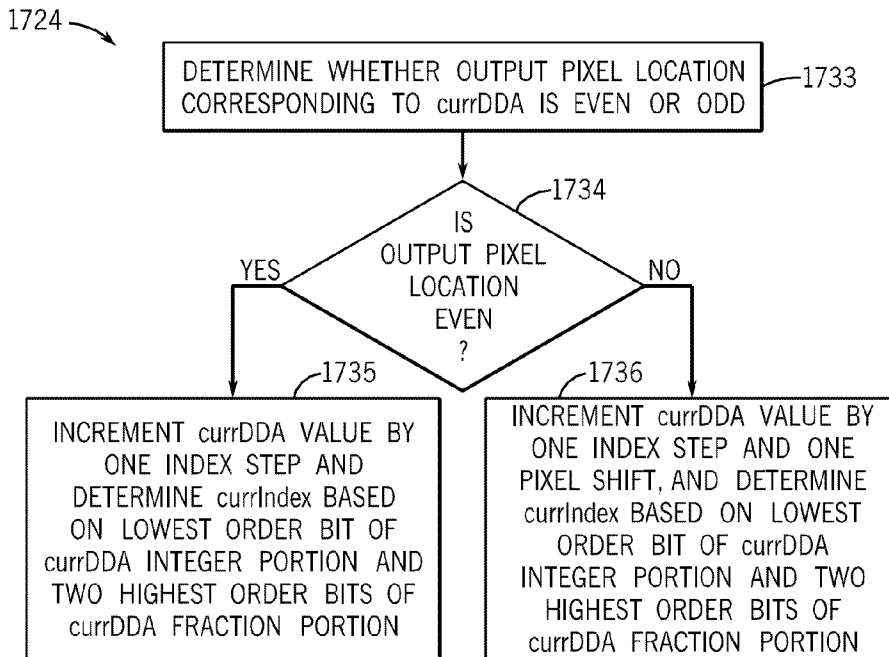 1724
DETERMINE WHETHER OUTPUT PIXEL LOCATION
CORRESPONDING TO currDDA IS EVEN OR ODD
1733
1734
IS
OUTPUT PIXEL
LOCATION
EVEN
?
YES
NO
1735
INCREMENT currDDA VALUE BY
ONE INDEX STEP AND
DETERMINE currIndex BASED
ON LOWEST ORDER BIT OF
currDDA INTEGER PORTION AND
TWO HIGHEST ORDER BITS OF
currDDA FRACTION PORTION
1736
INCREMENT currDDA VALUE BY
ONE INDEX STEP AND ONE
PIXEL SHIFT, AND DETERMINE
currIndex BASED ON LOWEST
ORDER BIT OF currDDA
INTEGER PORTION AND TWO
HIGHEST ORDER BITS OF
currDDA FRACTION PORTION